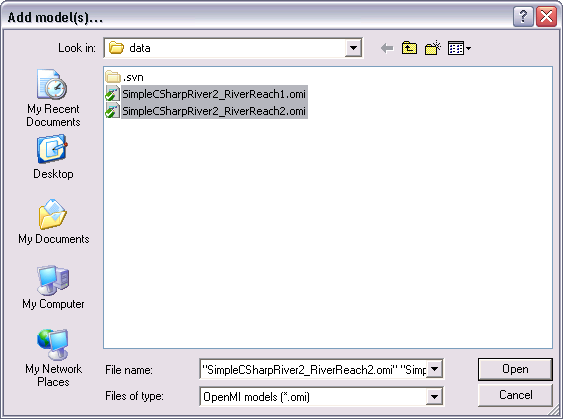 Add model(s)...
Look in: data
.svn
SimpleCSharpRiver2_RiverReach1.omi
SimpleCSharpRiver2_RiverReach2.omi
My Recent
Documents
Desktop
My Documents
My Computer
My Network
Places
File name: "SimpleCSharpRiver2_RiverReach2.omi" "Simp Open
Files of type: OpenMI models (*.omi) Cancel